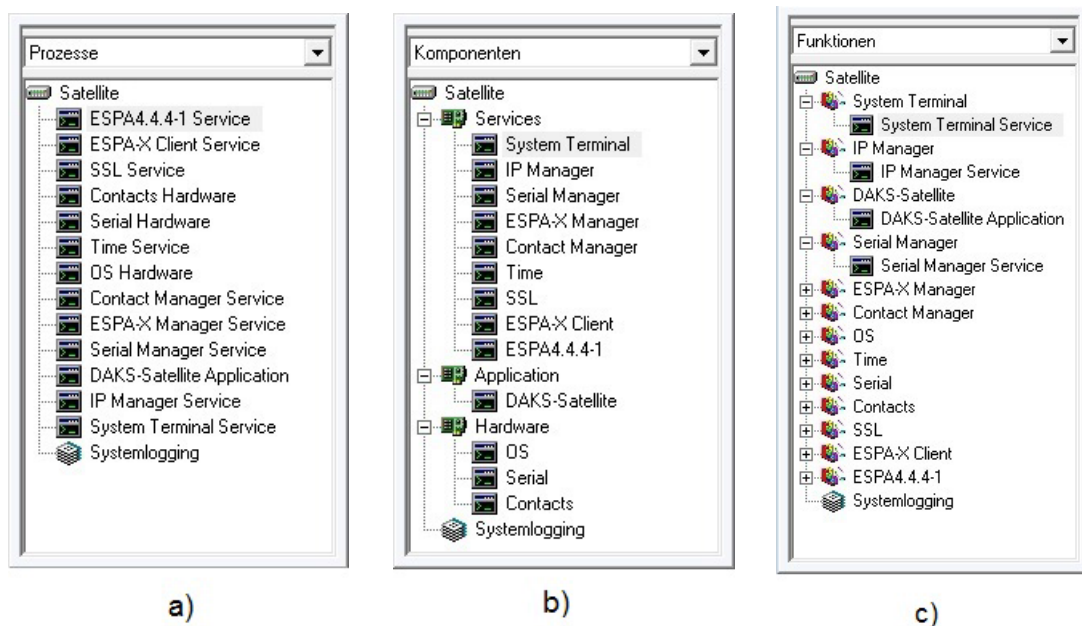 Prozesse
Satellite
ESPA4.4.4-1 Service
ESPA-X Client Service
SSL Service
Contacts Hardware
Serial Hardware
Time Service
OS Hardware
Contact Manager Service
ESPA-X Manager Service
Serial Manager Service
DAKS-Satellite Application
IP Manager Service
System Terminal Service
Systemlogging
a)
Komponenten
Satellite
Services
System Terminal
IP Manager
Serial Manager
ESPA-X Manager
Contact Manager
Time
SSL
ESPA-X Client
ESPA4.4.4-1
Application
DAKS-Satellite
Hardware
OS
Serial
Contacts
Systemlogging
b)
Funktionen
Satellite
System Terminal
System Terminal Service
IP Manager
IP Manager Service
DAKS-Satellite
DAKS-Satellite Application
Serial Manager
Serial Manager Service
ESPA-X Manager
Contact Manager
OS
Time
Serial
Contacts
SSL
ESPA-X Client
ESPA4.4.4-1
Systemlogging
c)